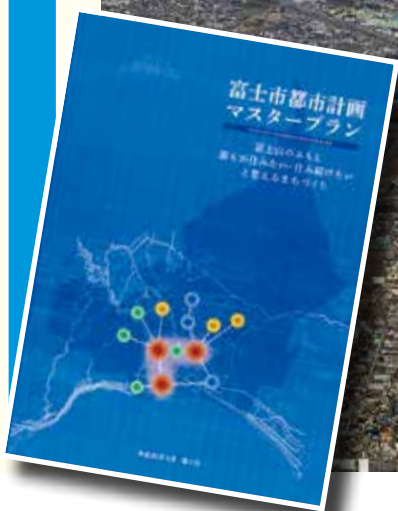 富士市都市計画
マスタープラン
富士山のふもと
誰もが住みたい・住み続けたい
と思えるまちづくり